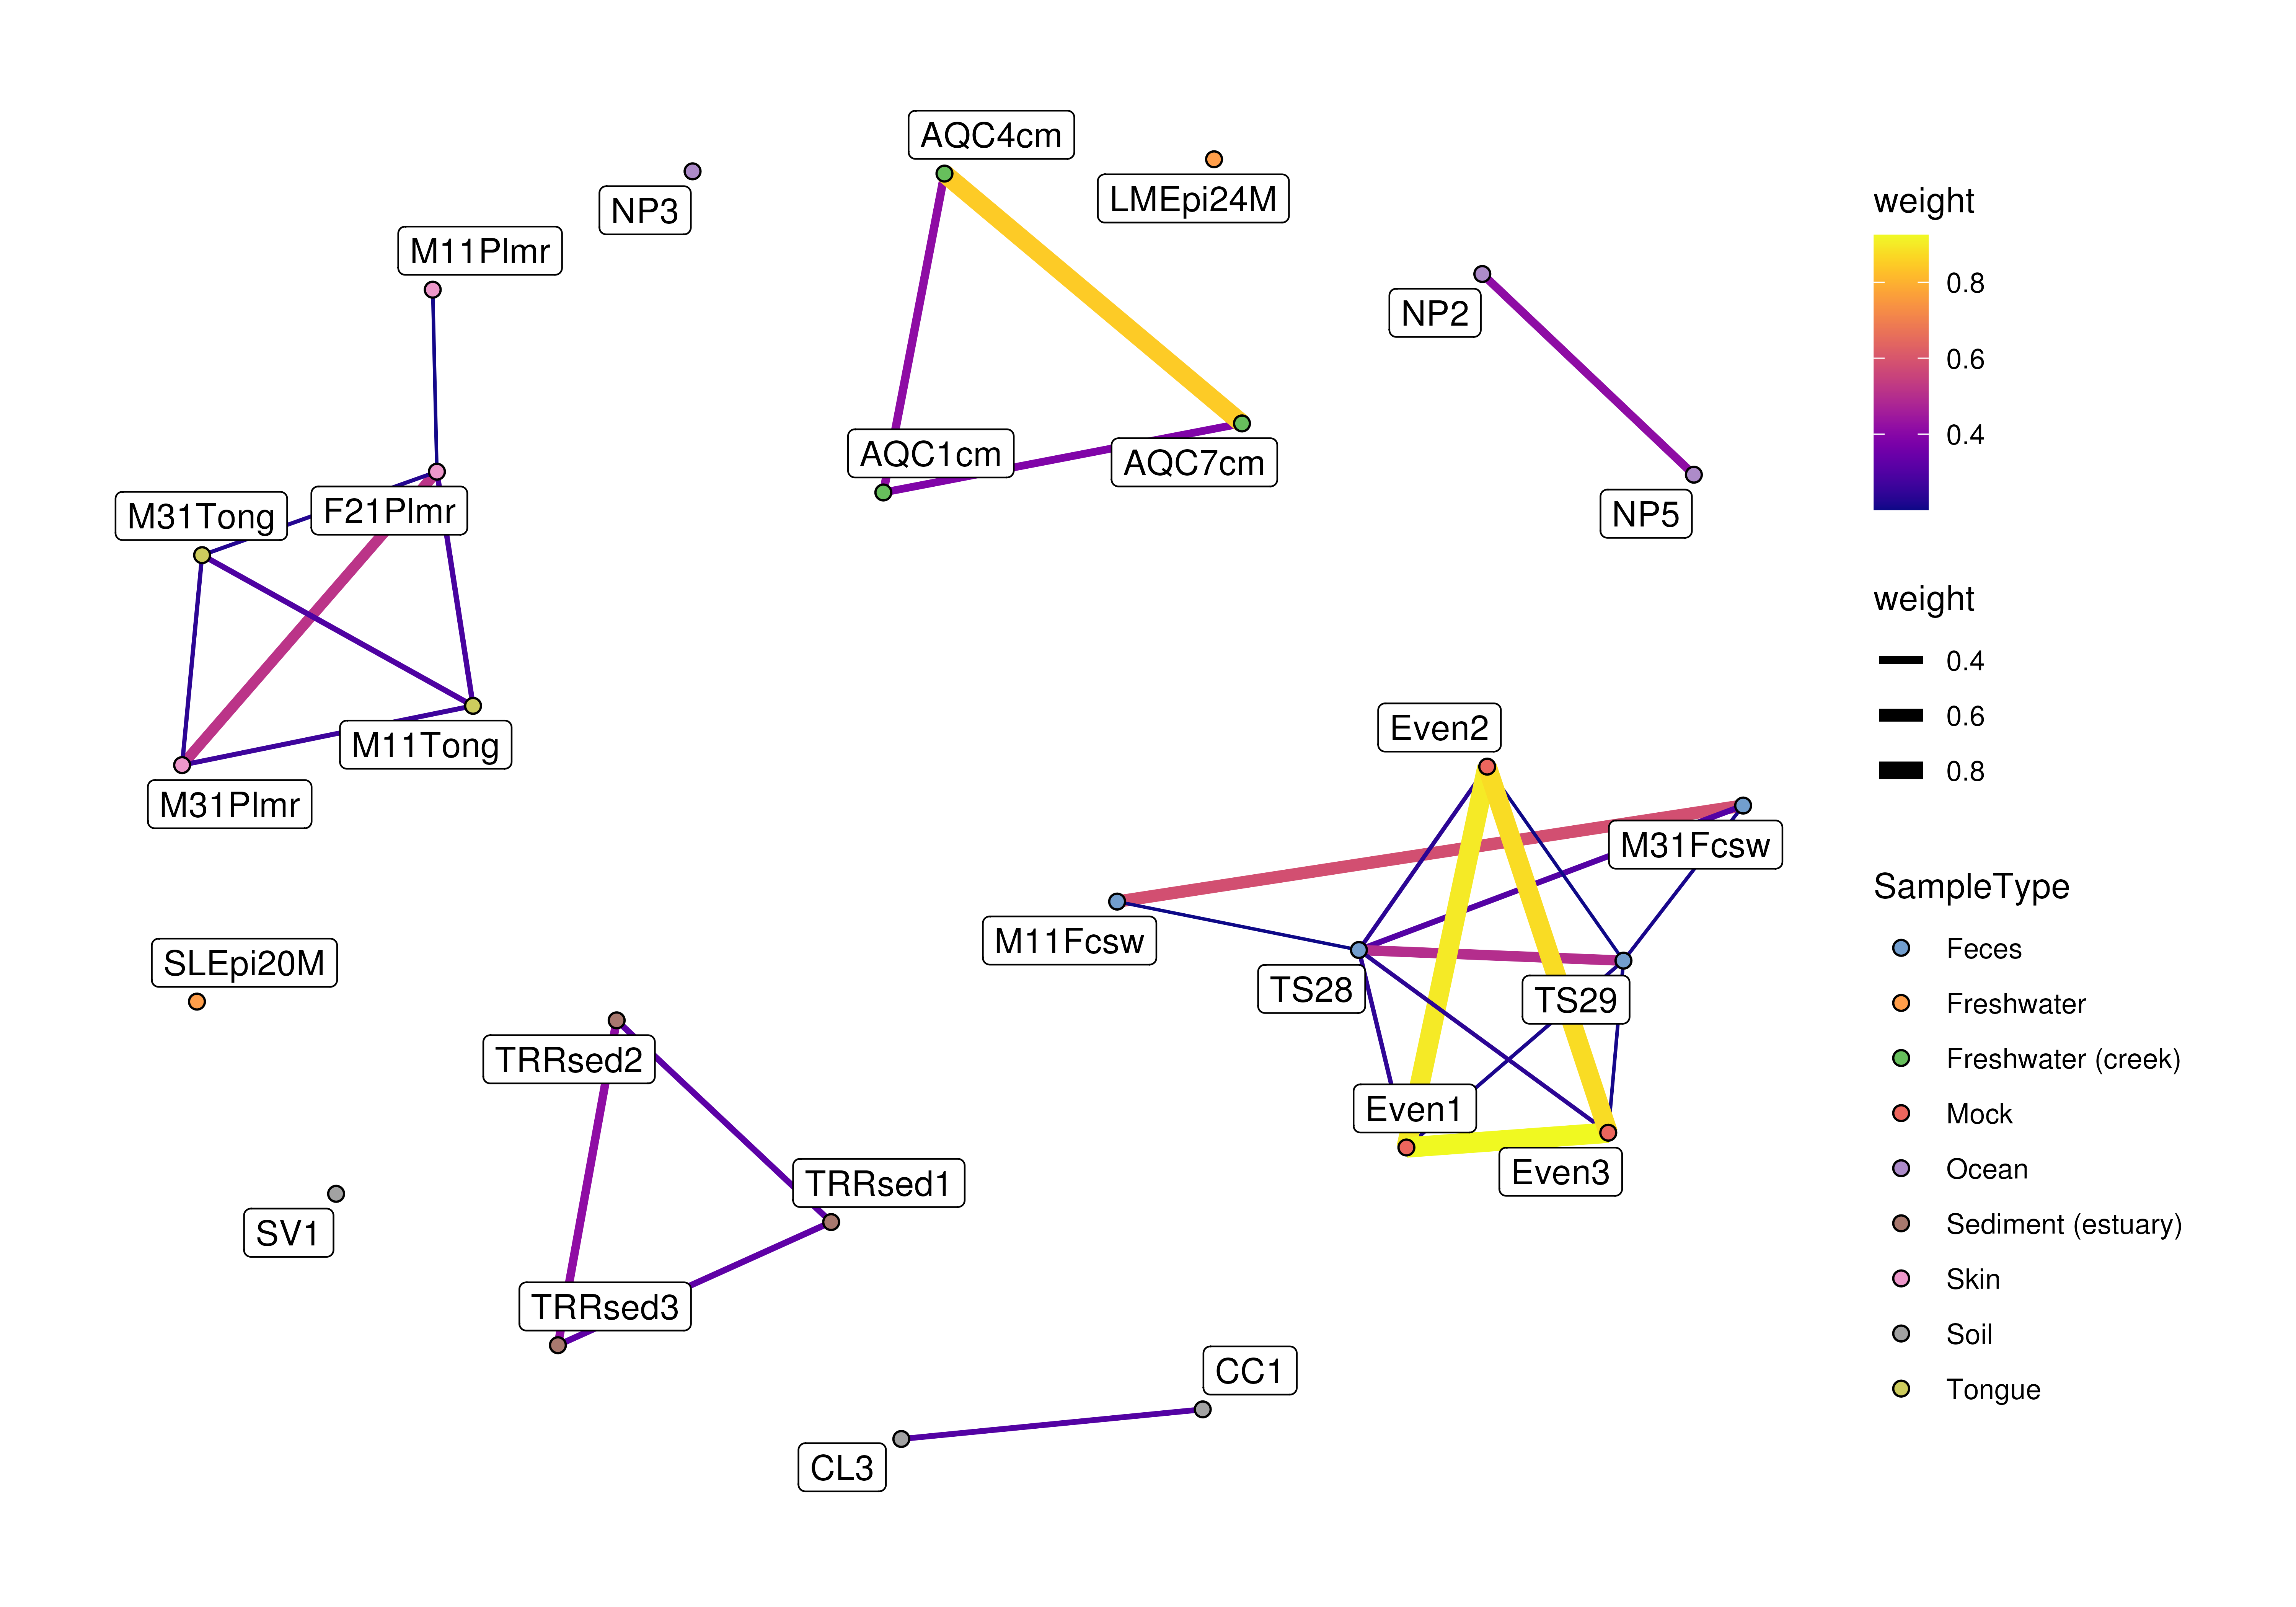 AQC4cm
LMEpi24M
NP3
M11Plmr
NP2
AQC1cm
AQC7cm
M31Tong
F21Plmr
NP5
M11Tong
M31Plmr
Even2
M31Fcsw
M11Fcsw
SLEpi20M
TS28
TS29
TRRsed2
Even1
Even3
TRRsed1
SV1
TRRsed3
CC1
CL3
weight
0.8
0.6
0.4
weight
0.4
0.6
0.8
SampleType
Feces
Freshwater
Freshwater (creek)
Mock
Ocean
Sediment (estuary)
Skin
Soil
Tongue